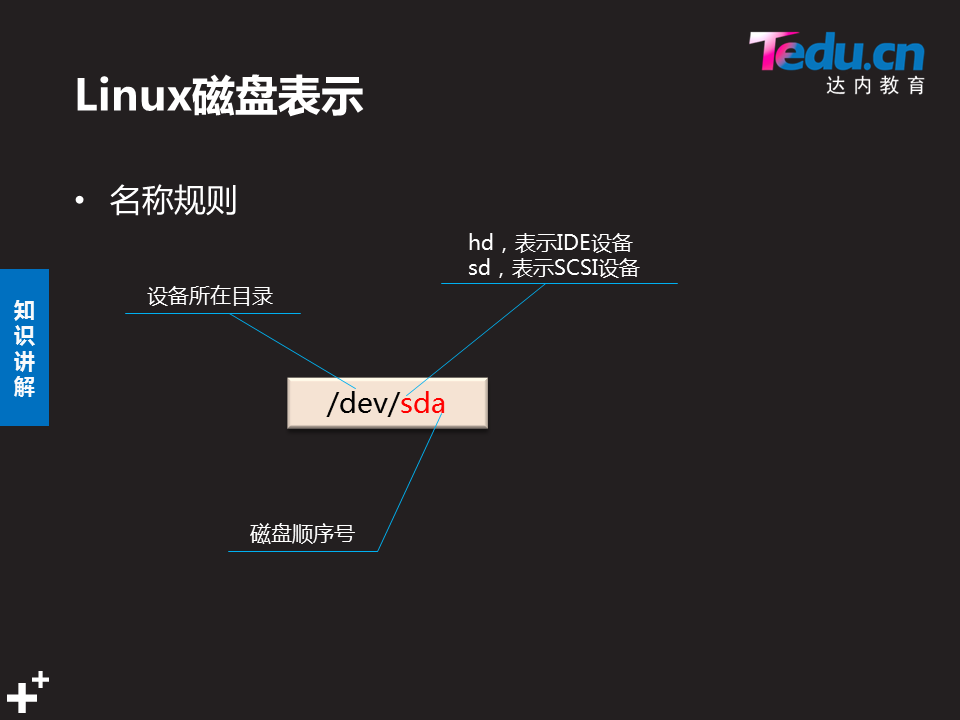 Tedu.cn
达内教育
Linux磁盘表示
• 名称规则
hd，表示IDE设备
sd，表示SCSI设备
设备所在目录
知识讲解
/dev/sda
磁盘顺序号